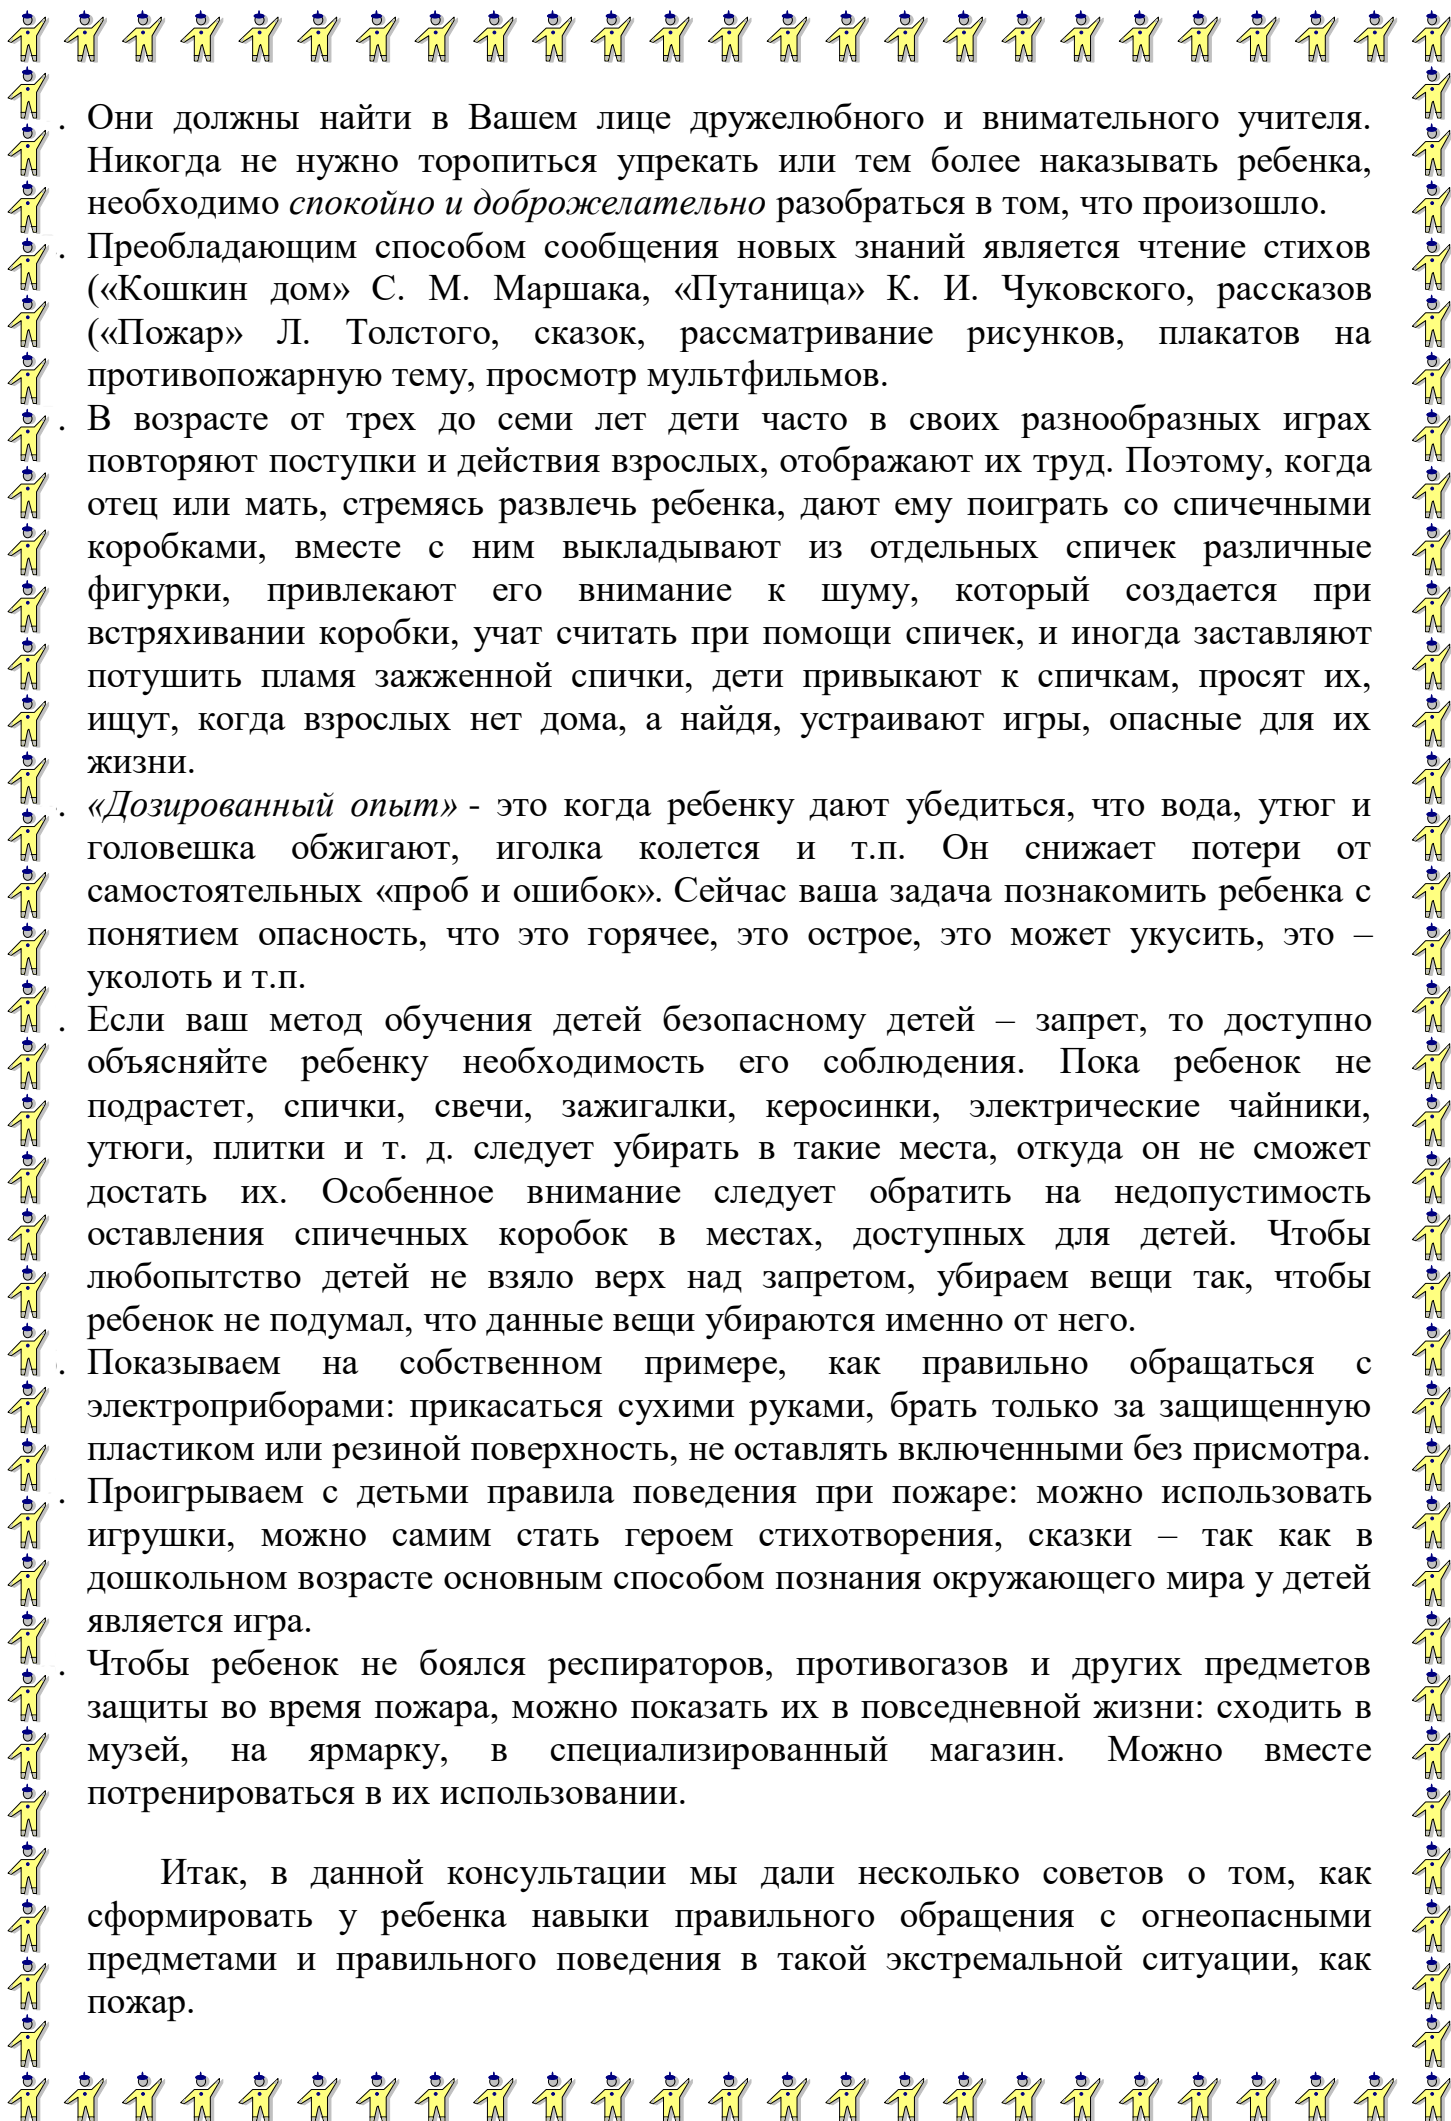 . Они должны найти в Вашем лице дружелюбного и внимательного учителя.
Никогда не нужно торопиться упрекать или тем более наказывать ребенка,
необходимо спокойно и доброжелательно разобраться в том, что произошло.
. Преобладающим способом сообщения новых знаний является чтение стихов
(«Кошкин дом» С. М. Маршака, «Путаница» К. И. Чуковского, рассказов
(«Пожар» Л. Толстого, сказок, рассматривание рисунков, плакатов на
противопожарную тему, просмотр мультфильмов.
. В возрасте от трех до семи лет дети часто в своих разнообразных играх
повторяют поступки и действия взрослых, отображают их труд. Поэтому, когда
отец или мать, стремясь развлечь ребенка, дают ему поиграть со спичечными
коробками, вместе с ним выкладывают из отдельных спичек различные
фигурки, привлекают его внимание к шуму, который создается при
встряхивании коробки, учат считать при помощи спичек, и иногда заставляют
потушить пламя зажженной спички, дети привыкают к спичкам, просят их,
ищут, когда взрослых нет дома, а найдя, устраивают игры, опасные для их
жизни.
. «Дозированный опыт» - это когда ребенку дают убедиться, что вода, утюг и
головешка обжигают, иголка колется и т.п. Он снижает потери от
самостоятельных «проб и ошибок». Сейчас ваша задача познакомить ребенка с
понятием опасность, что это горячее, это острое, это может укусить, это –
уколоть и т.п.
. Если ваш метод обучения детей безопасному детей – запрет, то доступно
объясняйте ребенку необходимость его соблюдения. Пока ребенок не
подрастет, спички, свечи, зажигалки, керосинки, электрические чайники,
утюги, плитки и т. д. следует убирать в такие места, откуда он не сможет
достать их. Особенное внимание следует обратить на недопустимость
оставления спичечных коробок в местах, доступных для детей. Чтобы
любопытство детей не взяло верх над запретом, убираем вещи так, чтобы
ребенок не подумал, что данные вещи убираются именно от него.
. Показываем на собственном примере, как правильно обращаться с
электроприборами: прикасаться сухими руками, брать только за защищенную
пластиком или резиной поверхность, не оставлять включенными без присмотра.
. Проигрываем с детьми правила поведения при пожаре: можно использовать
игрушки, можно самим стать героем стихотворения, сказки – так как в
дошкольном возрасте основным способом познания окружающего мира у детей
является игра.
. Чтобы ребенок не боялся респираторов, противогазов и других предметов
защиты во время пожара, можно показать их в повседневной жизни: сходить в
музей, на ярмарку, в специализированный магазин. Можно вместе
потренироваться в их использовании.
Итак, в данной консультации мы дали несколько советов о том, как
сформировать у ребенка навыки правильного обращения с огнеопасными
предметами и правильного поведения в такой экстремальной ситуации, как
пожар.